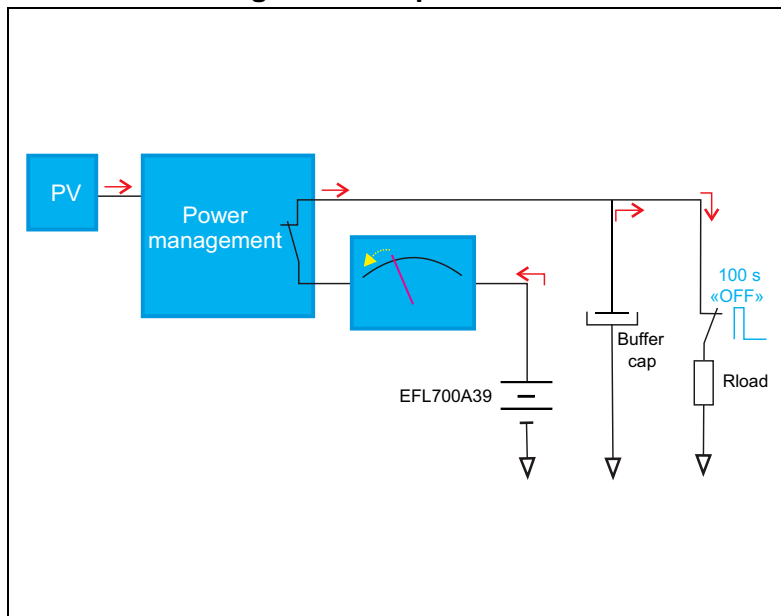 PV
Power
management
100 s
«OFF»
Buffer
cap
Rload
EFL700A39